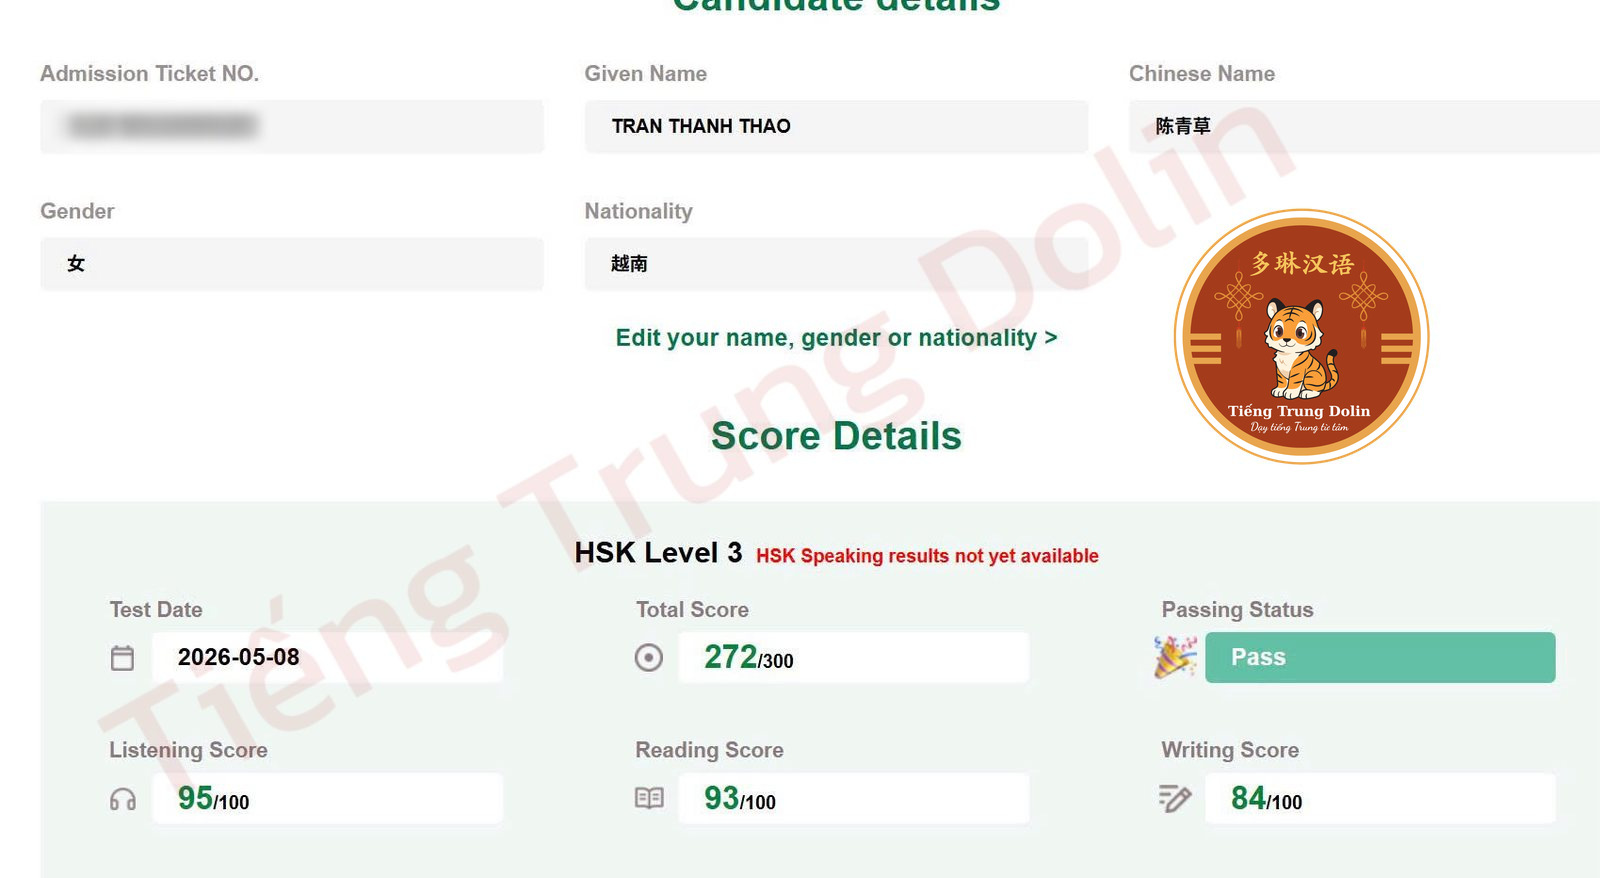 Candidate details
Admission Ticket NO.
Given Name
Chinese Name
TRAN THANH THAO
陈青草
Gender
Nationality
女
越南
Edit your name, gender or nationality >
多琳汉语
Tiếng Trung Dolin
Dạy tiếng Trung từ tâm
Score Details
HSK Level 3 HSK Speaking results not yet available
Test Date
Total Score
Passing Status
2026-05-08
272/300
Pass
Listening Score
Reading Score
Writing Score
95/100
93/100
84/100
Tiếng Trung Dolin